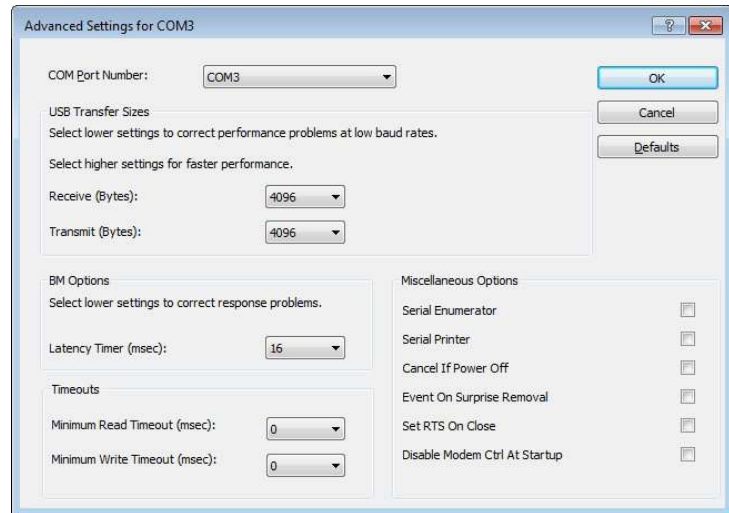 Advanced Settings for COM3
COM Port Number: COM3
OK
USB Transfer Sizes
Cancel
Select lower settings to correct performance problems at low baud rates.
Defaults
Select higher settings for faster performance.
Receive (Bytes): 4096
Transmit (Bytes): 4096
BM Options
Select lower settings to correct response problems.
Latency Timer (msec): 16
Timeouts
Minimum Read Timeout (msec): 0
Minimum Write Timeout (msec): 0
Miscellaneous Options
Serial Enumerator
Serial Printer
Cancel If Power Off
Event On Surprise Removal
Set RTS On Close
Disable Modem Ctrl At Startup